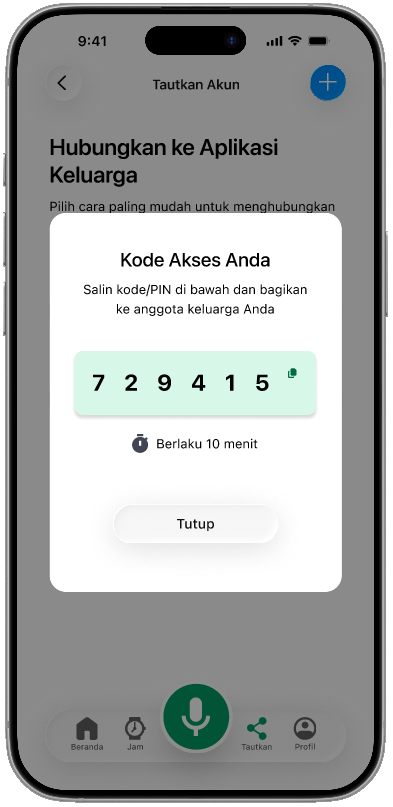 9:41
Tautkan Akun
Hubungkan ke Aplikasi
Keluarga
Pilih cara paling mudah untuk menghubungkan
Kode Akses Anda
Salin kode/PIN di bawah dan bagikan
ke anggota keluarga Anda
7 2 9 4 1 5
Berlaku 10 menit
Tutup
Beranda Jam Tautkan Profil